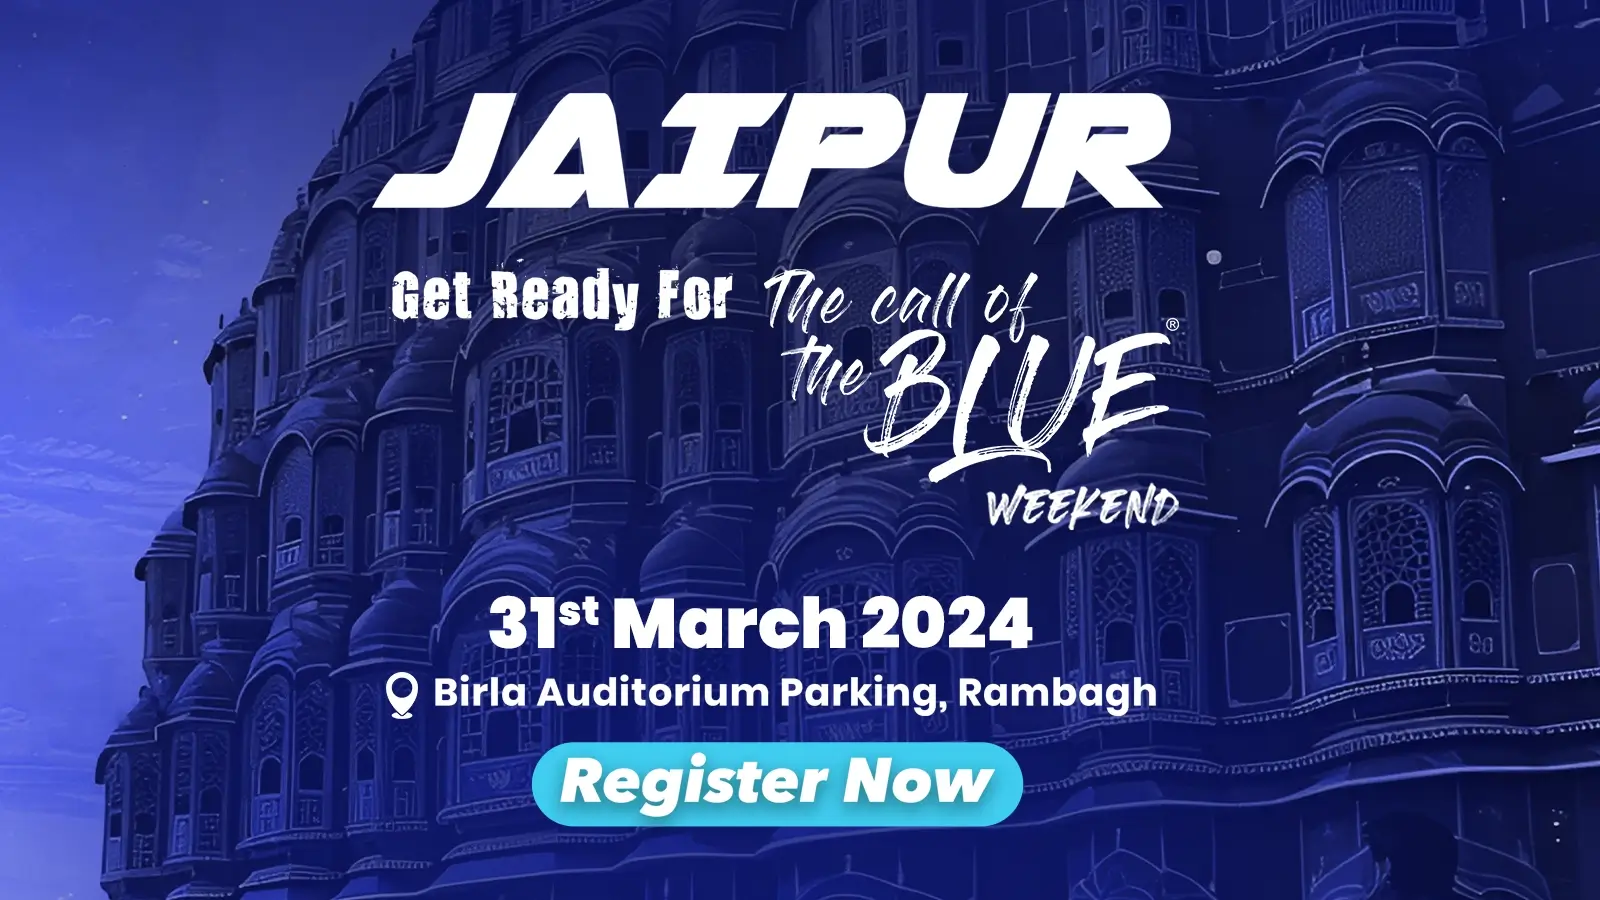 JAIPUR
Get Ready For The call of
the BLUE®
WEEKEND
31st March 2024
Birla Auditorium Parking, Rambagh
Register Now